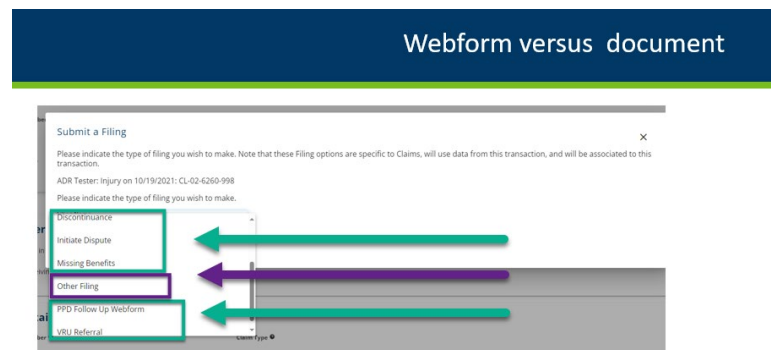 Webform versus document
Submit a Filing
×
Please indicate the type of filing you wish to make. Note that these Filing options are specific to Claims, will use data from this transaction, and will be associated to this
transaction.
ADR Tester: Injury on 10/19/2021: CL-02-6260-998
Please indicate the type of filing you wish to make.
Discontinuance
Initiate Dispute
Missing Benefits
Other Filing
PPD Follow Up Webform
VRU Referral
Claim Type